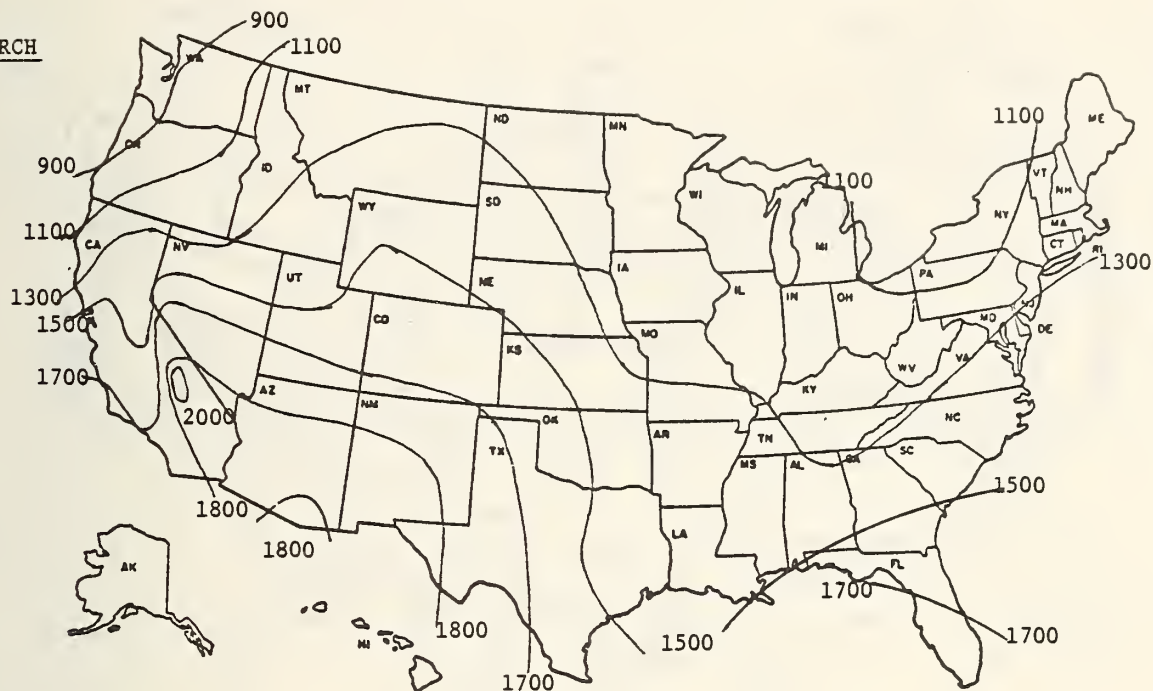 900
RCH
1100
WA
MT
ND
MN
ME
1100
OR
900
ID
VT
NH
WI
1100
SD
NY
WY
MA
MI
CT
RI
1100
CA
NV
1300
PA
IA
NE
UT
IL
IN
OH
1300
NJ
MD
DE
1500
CO
MO
VA
KS
WV
1700
KY
AZ
NM
2000
OK
NC
TN
AR
TX
SC
MS
AL
GA
1500
1800
1800
LA
FL
AK
1700
1800
1500
1700
HI
1700